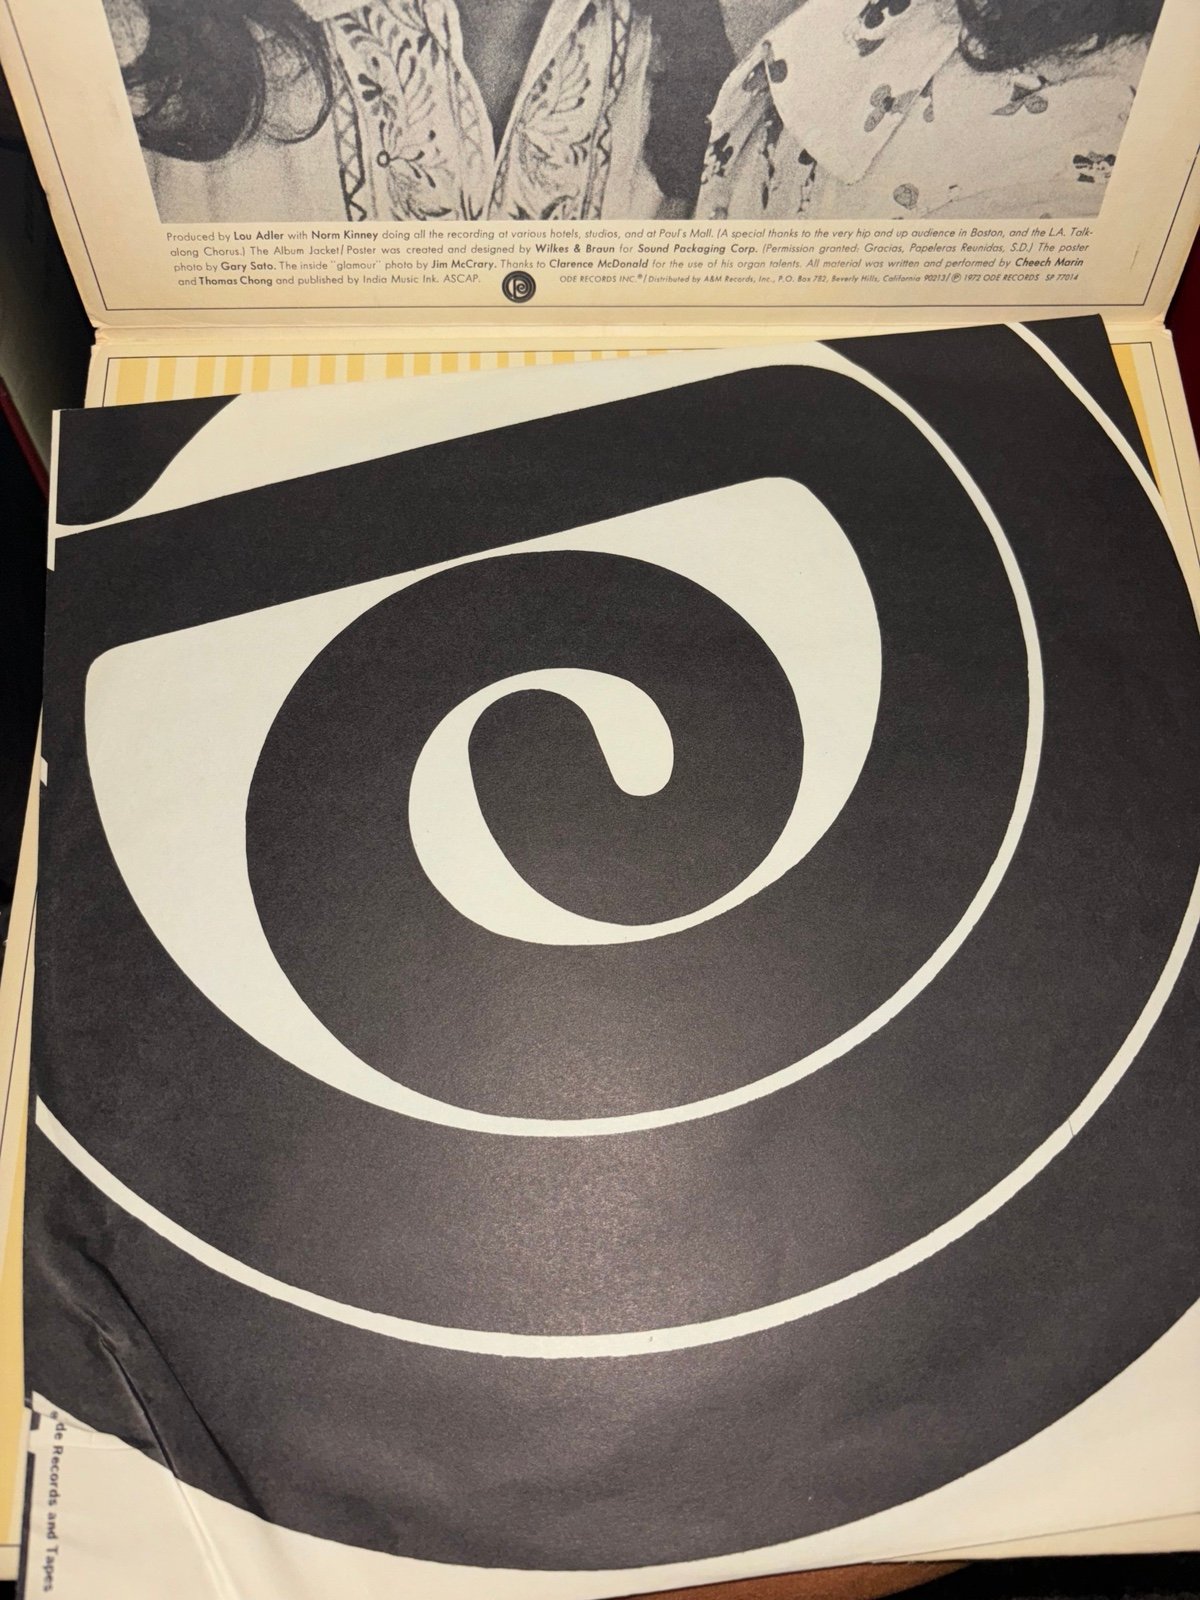 Produced by Lou Adler with Norm Kinney doing all the recording at various hotels, studios, and at Paul's Mall. (A special thanks to the very hip and up audience in Boston, and the L.A. Talk-
along Chorus.) The Album Jacket/Poster was created and designed by Wilkes & Braun for Sound Packaging Corp. (Permission granted: Gracias, Papeleras Reunidas, S.D.) The poster
photo by Gary Sato. The inside "glamour" photo by Jim McCrary. Thanks to Clarence McDonald for the use of his organ talents. All material was written and performed by Cheech Marin
and Thomas Chong and published by India Music Ink. ASCAP. ODE RECORDS INC.®/Distributed by A&M Records, Inc., P.O. Box 782, Beverly Hills, California 90213/℗ 1972 ODE RECORDS SP 77014
de Records and Tapes